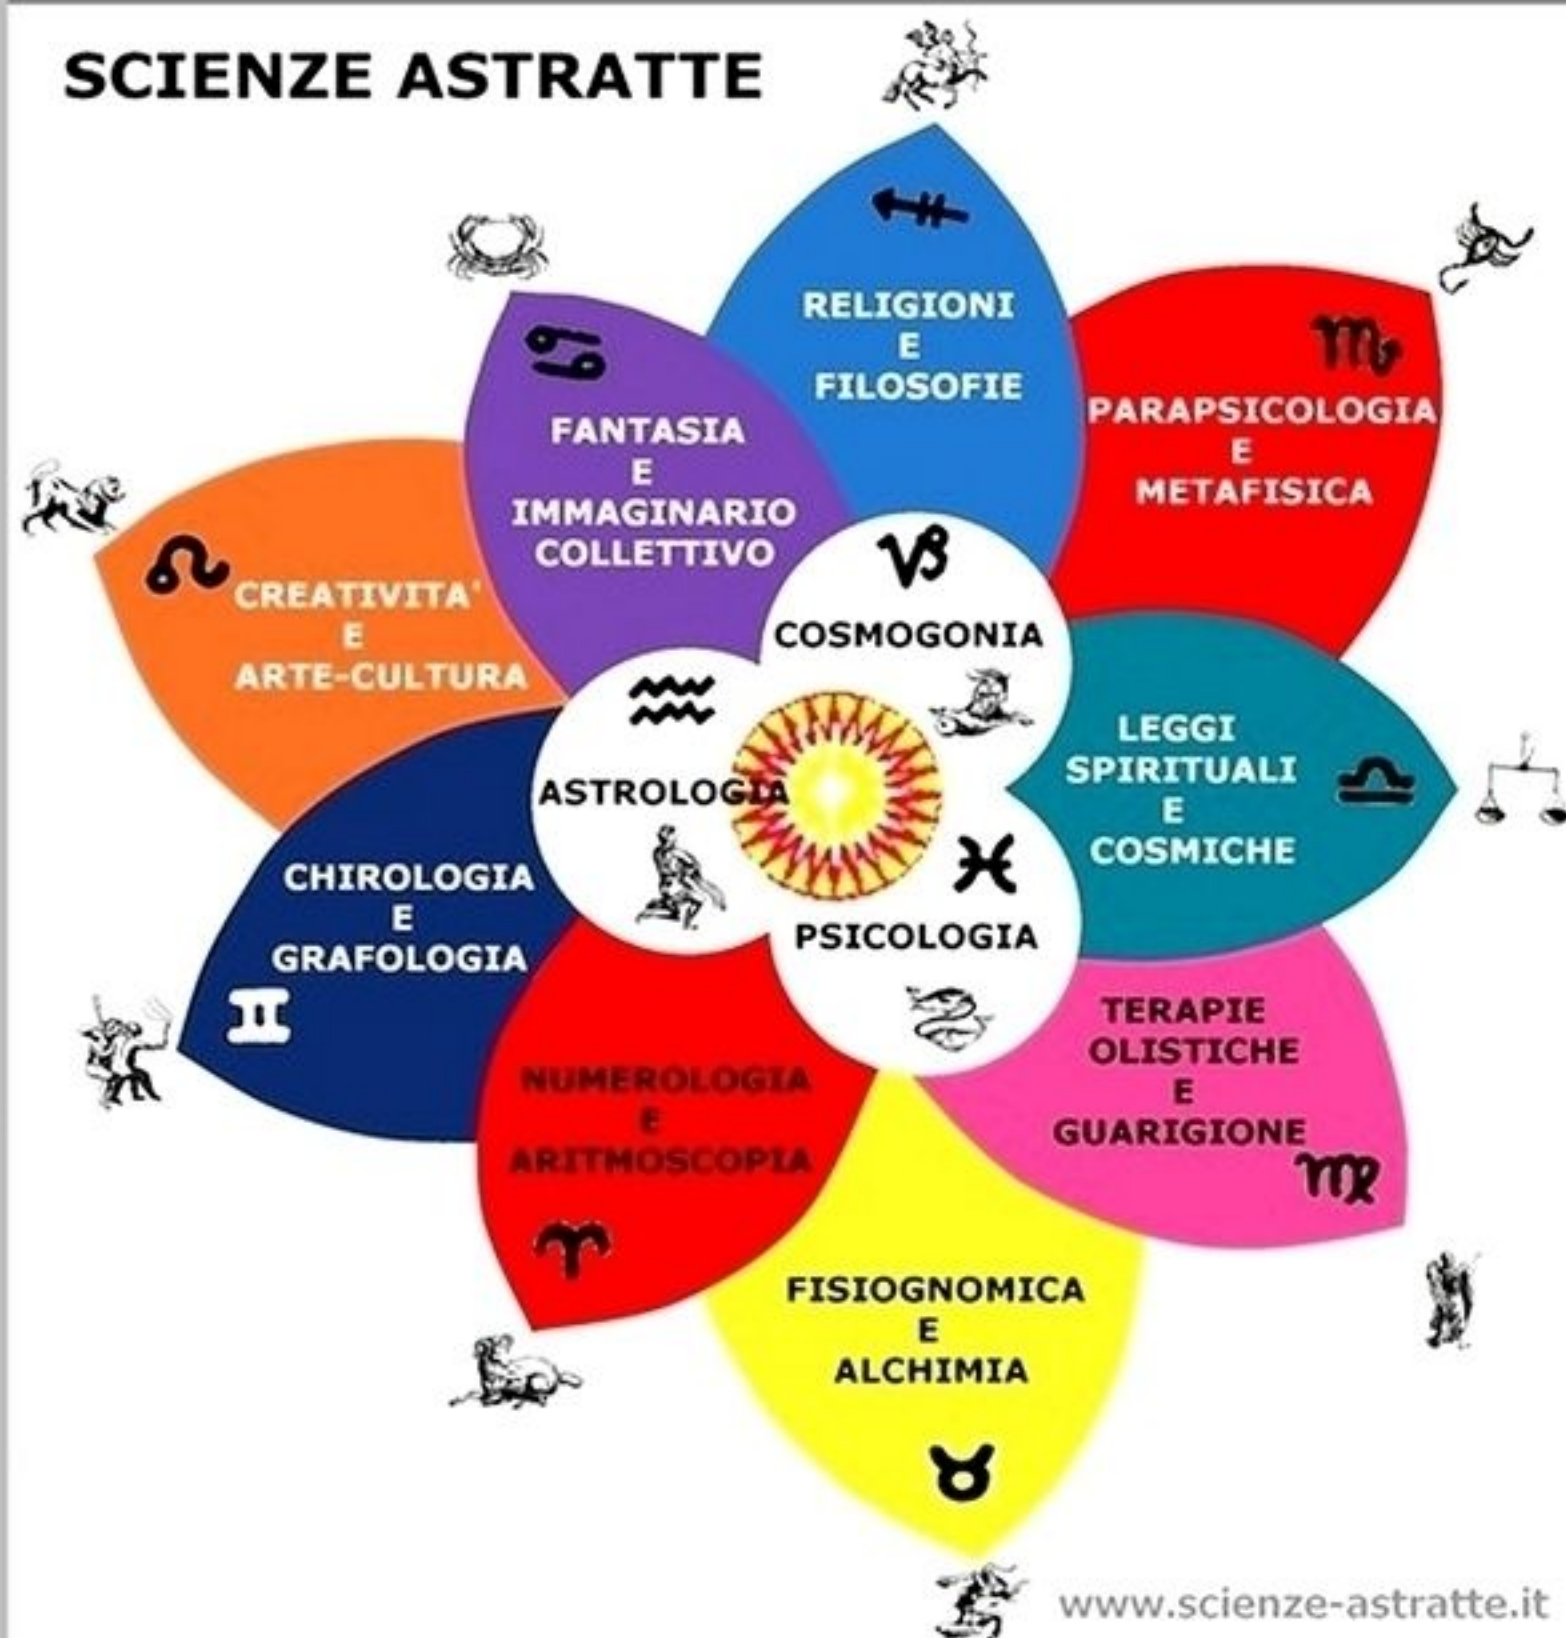 SCIENZE ASTRATTE
RELIGIONI
E
FILOSOFIE
PARAPSICOLOGIA
E
METAFISICA
FANTASIA
E
IMMAGINARIO
COLLETTIVO
CREATIVITA'
E
ARTE-CULTURA
COSMOGONIA
ASTROLOGIA
PSICOLOGIA
LEGGI
SPIRITUALI
E
COSMICHE
CHIROLOGIA
E
GRAFOLOGIA
NUMEROLOGIA
E
ARITMOSCOPIA
TERAPIE
OLISTICHE
E
GUARIGIONE
FISIOGNOMICA
E
ALCHIMIA
www.scienze-astratte.it